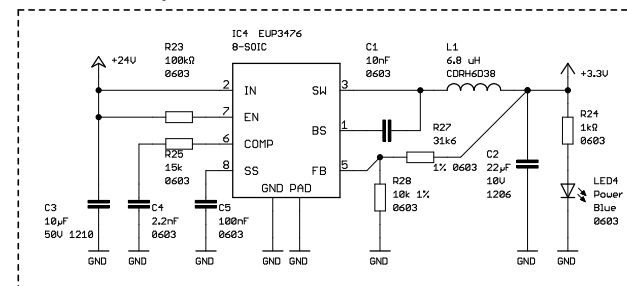 IC4 EUP3476
8-SOIC
R23
100kΩ
0603
C1
10nF
0603
L1
6.8 uH
CDRH6D38
+24V
+3.3V
2
IN
SW
3
7
EN
BS
1
6
COMP
8
SS
FB
5
GND PAD
R25
15k
0603
R27
31k6
1% 0603
R28
10k 1%
0603
R24
1kΩ
0603
C2
22µF
10V
1206
LED4
Power
Blue
0603
C3
10µF
50V 1210
C4
2.2nF
0603
C5
100nF
0603
GND
GND
GND
GND
GND
GND
GND
GND